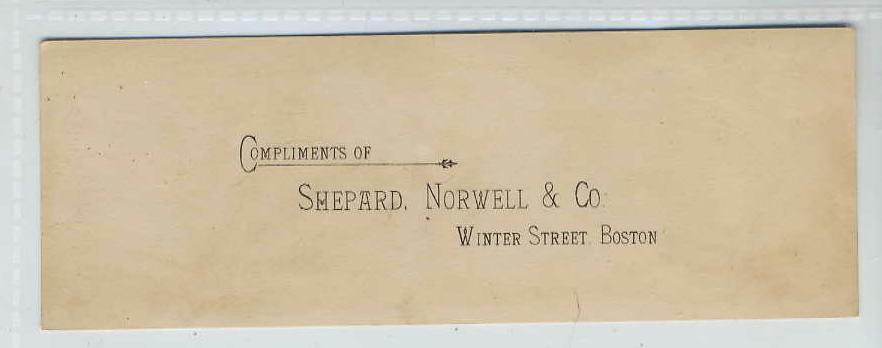 COMPLIMENTS OF
SHEPARD, NORWELL & CO.
WINTER STREET, BOSTON